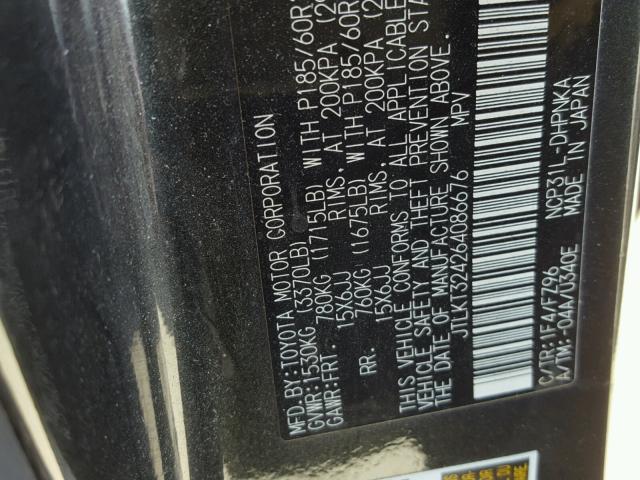 MFD.BY:TOYOTA MOTOR CORPORATION
GVWR:1530KG (3370LB)
GAWR:FRT. 780KG (1715LB) WITH P185/60R
15X6JJ RIMS, AT 200KPA (2
RR. 760KG (1675LB) WITH P185/60R
15X6JJ RIMS, AT 200KPA (2
THIS VEHICLE CONFORMS TO ALL APPLICABLE
VEHICLE SAFETY AND THEFT PREVENTION STA
THE DATE OF MANUFACTURE SHOWN ABOVE.
JTLKT324264086676 MPV
C/TR:1F4/FZ96 NCP31L-DHPNKA
A/TM:-04A/U340E MADE IN JAPAN